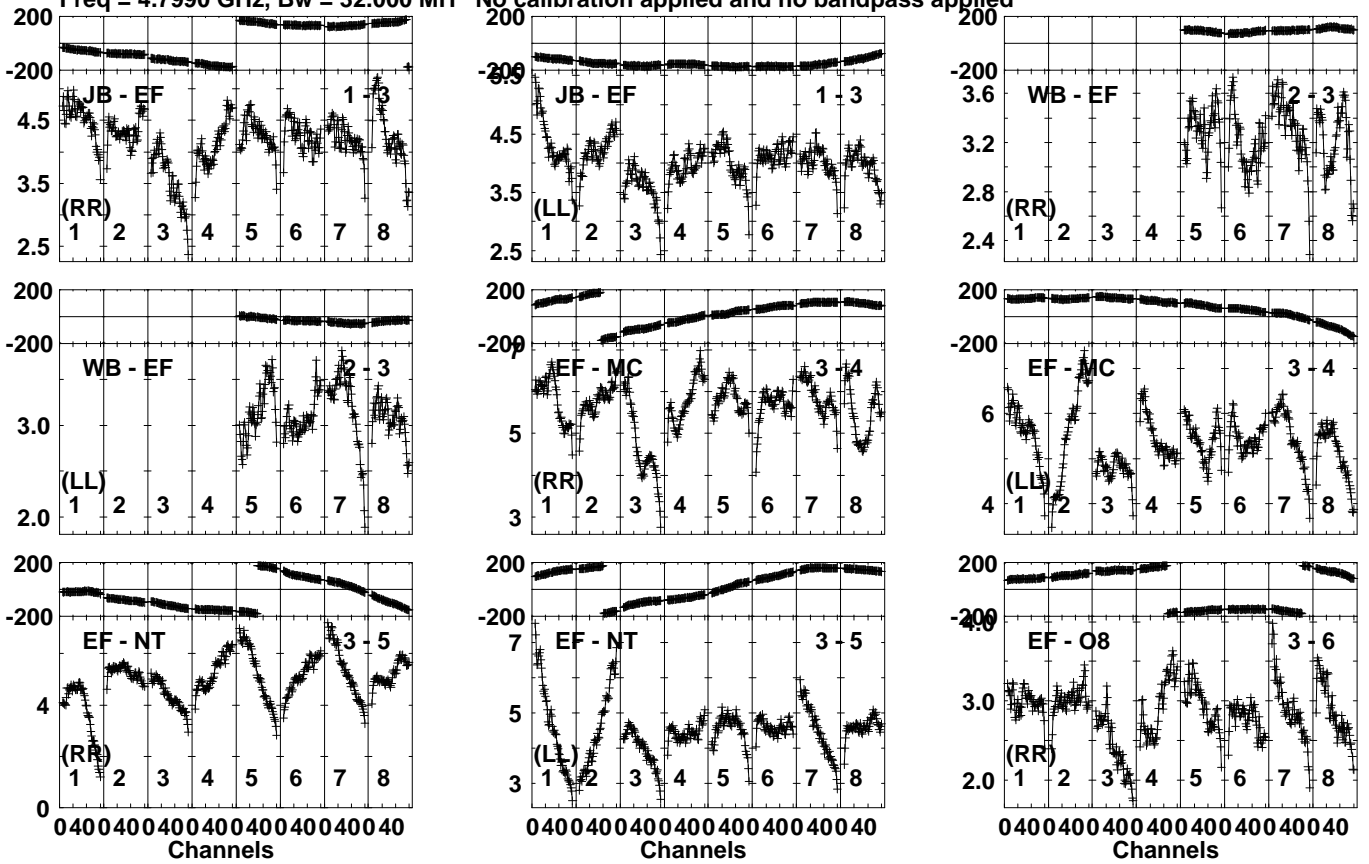 Freq = 4.7990 GHz, Bw = 32.000 MH No calibration applied and no bandpass applied
200
-200
JB - EF 1 - 3
4.5
3.5
2.5
(RR)
1 2 3 4 5 6 7 8
200
-200
5.5
JB - EF 1 - 3
4.5
3.5
2.5
(LL)
1 2 3 4 5 6 7 8
200
-200
WB - EF 2 - 3
3.6
3.2
2.8
2.4
(RR)
1 2 3 4 5 6 7 8
200
-200
WB - EF 2 - 3
3.0
2.0
(LL)
1 2 3 4 5 6 7 8
200
-200
7
EF - MC 3 - 4
5
3
(RR)
1 2 3 4 5 6 7 8
200
-200
EF - MC 3 - 4
6
4
(LL)
1 2 3 4 5 6 7 8
200
-200
EF - NT 3 - 5
4
0
(RR)
1 2 3 4 5 6 7 8
200
-200
7
EF - NT 3 - 5
5
3
(LL)
1 2 3 4 5 6 7 8
200
-200
4.0
EF - O8 3 - 6
3.0
2.0
(RR)
1 2 3 4 5 6 7 8
0 40 0 40 0 40 0 40 0 40 0 40 0 40 0 40
Channels
0 40 0 40 0 40 0 40 0 40 0 40 0 40 0 40
Channels
0 40 0 40 0 40 0 40 0 40 0 40 0 40 0 40
Channels